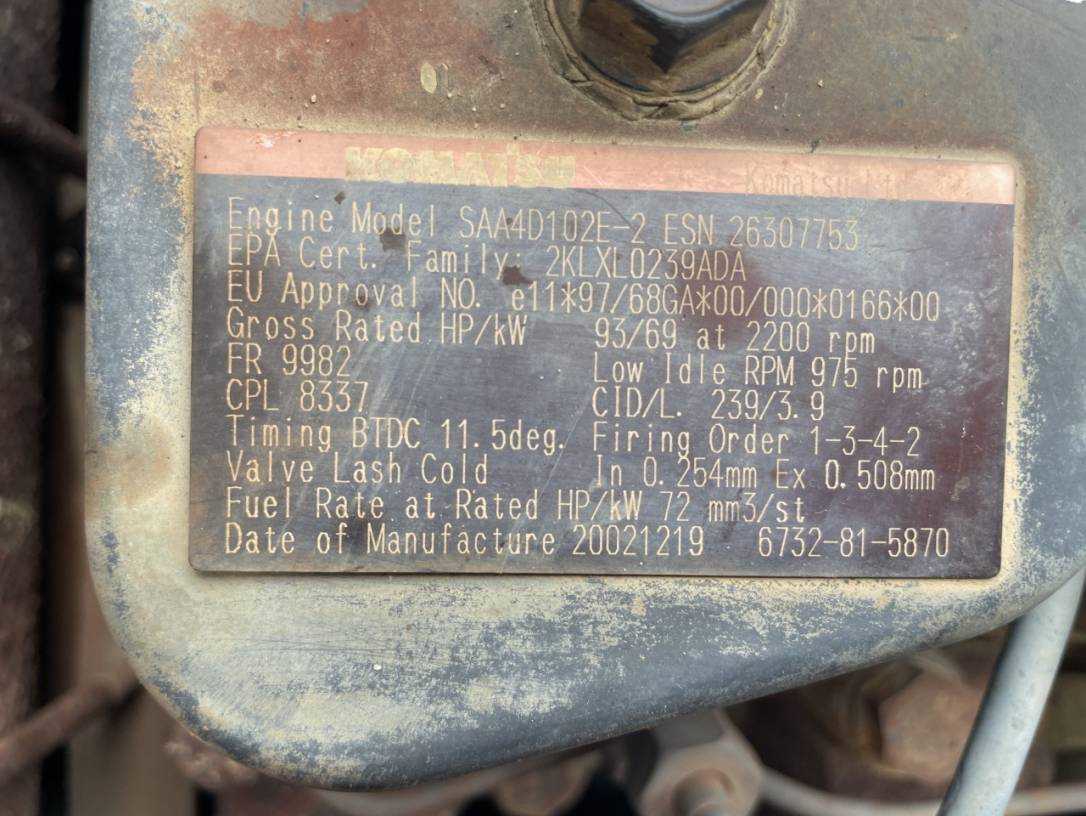 KOMATSU Komatsu Ltd.
Engine Model SAA4D102E-2 ESN 26307753
EPA Cert. Family: 2KLXL0239ADA
EU Approval NO. e11*97/68GA*00/000*0166*00
Gross Rated HP/kW 93/69 at 2200 rpm
FR 9982 Low Idle RPM 975 rpm
CPL 8337 CID/L. 239/3.9
Timing BTDC 11.5deg. Firing Order 1-3-4-2
Valve Lash Cold In 0.254mm Ex 0.508mm
Fuel Rate at Rated HP/kW 72 mm3/st
Date of Manufacture 20021219 6732-81-5870